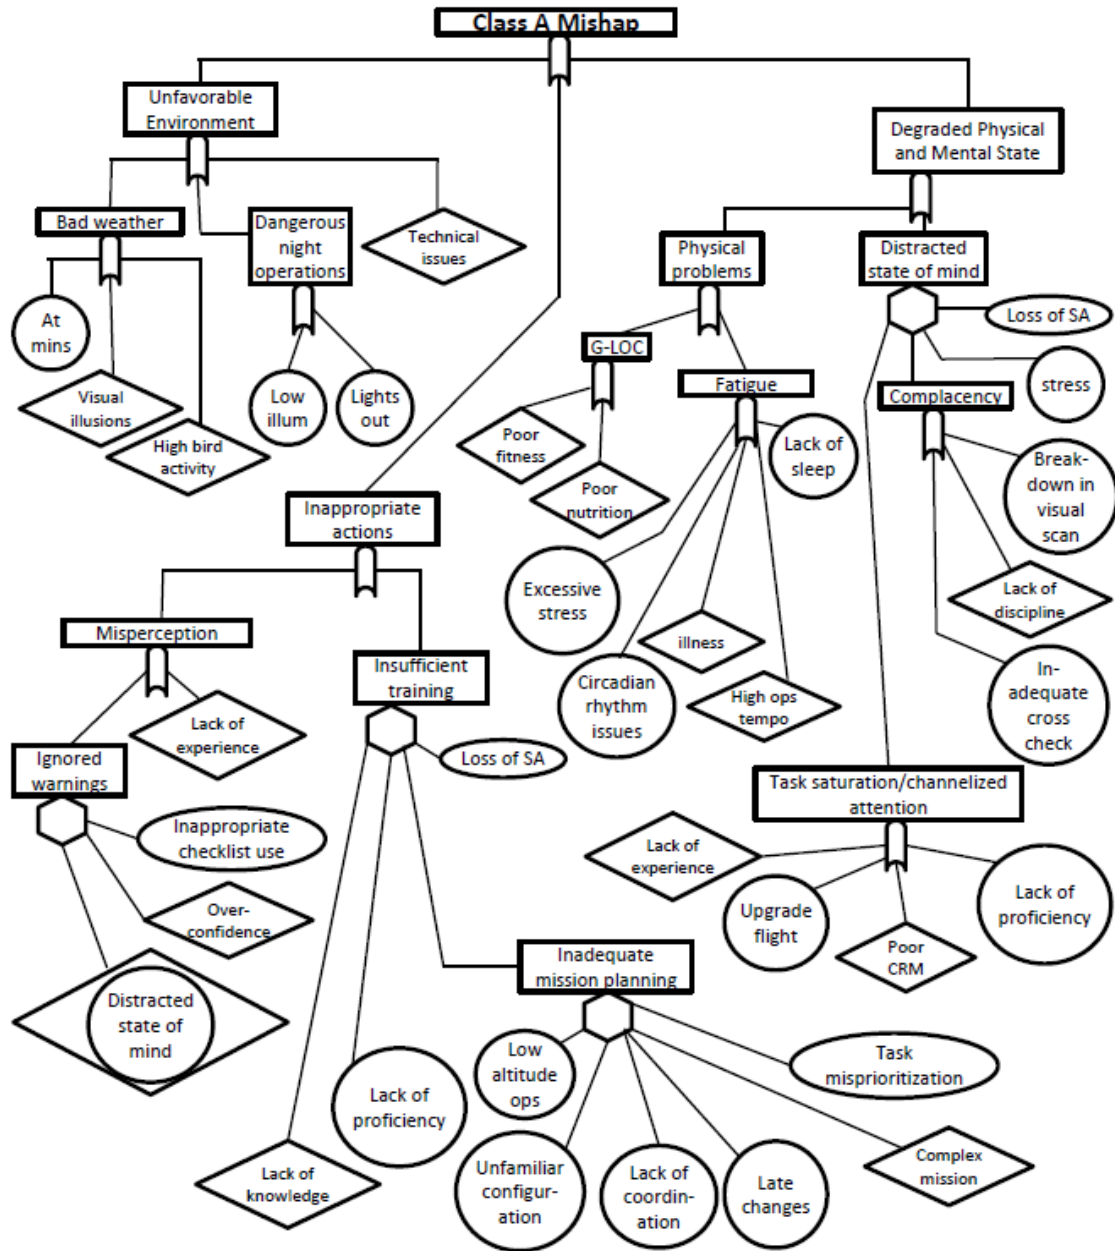 Class A Mishap
Unfavorable
Environment
Degraded Physical
and Mental State
Bad weather
Dangerous
night
operations
Technical
issues
Physical
problems
Distracted
state of mind
At
mins
Visual
illusions
High bird
activity
Low
illum
Lights
out
G-LOC
Fatigue
Loss of SA
stress
Complacency
Poor
fitness
Poor
nutrition
Lack of
sleep
Break-
down in
visual
scan
Inappropriate
actions
Excessive
stress
illness
Circadian
rhythm
issues
High ops
tempo
Lack of
discipline
In-
adequate
cross
check
Misperception
Insufficient
training
Lack of
experience
Ignored
warnings
Loss of SA
Task saturation/channelized
attention
Inappropriate
checklist use
Over-
confidence
Distracted
state of
mind
Lack of
experience
Upgrade
flight
Poor
CRM
Lack of
proficiency
Inadequate
mission planning
Low
altitude
ops
Task
misprioritization
Lack of
proficiency
Lack of
knowledge
Unfamiliar
configur-
ation
Lack of
coordin-
ation
Late
changes
Complex
mission